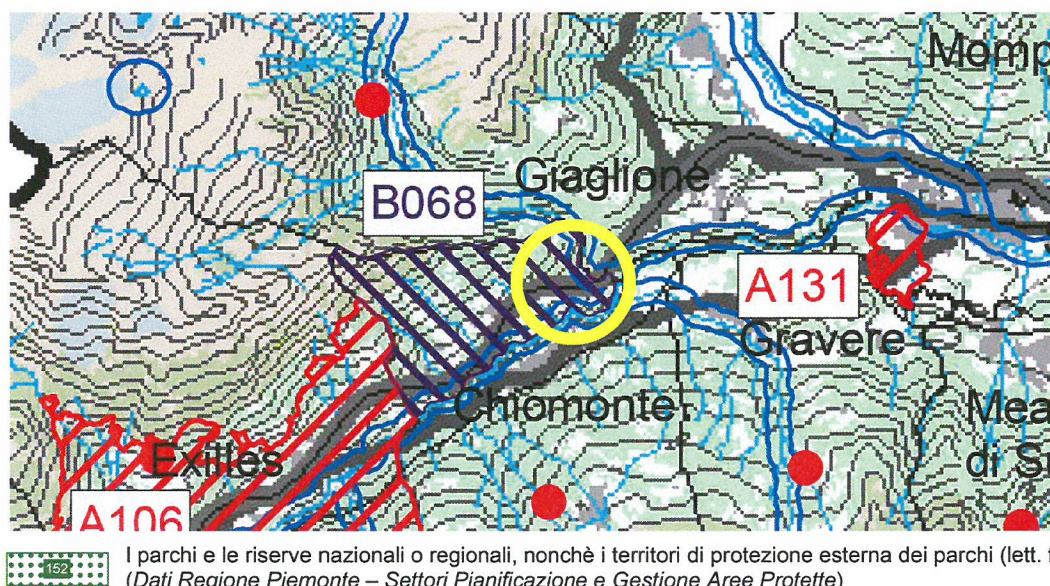 Momp
Giaglione
B068
A131
Gravere
Chiomonte
Mea
di Su
Exilles
A106
152
I parchi e le riserve nazionali o regionali, nonchè i territori di protezione esterna dei parchi (lett. f
(Dati Regione Piemonte – Settori Pianificazione e Gestione Aree Protette)